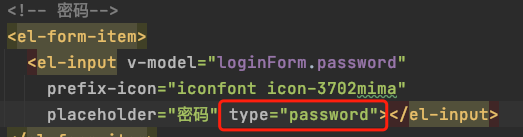 <!-- 密码-->
<el-form-item>
<el-input v-model="loginForm.password"
prefix-icon="iconfont icon-3702mima"
placeholder="密码" type="password"></el-input>
</el-form-item>